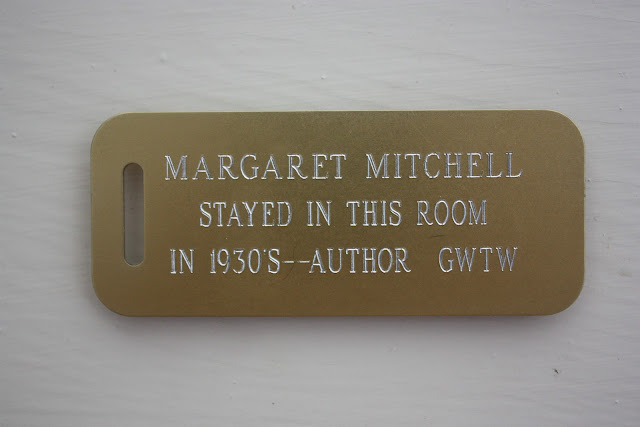 MARGARET MITCHELL
STAYED IN THIS ROOM
IN 1930'S--AUTHOR GWTW